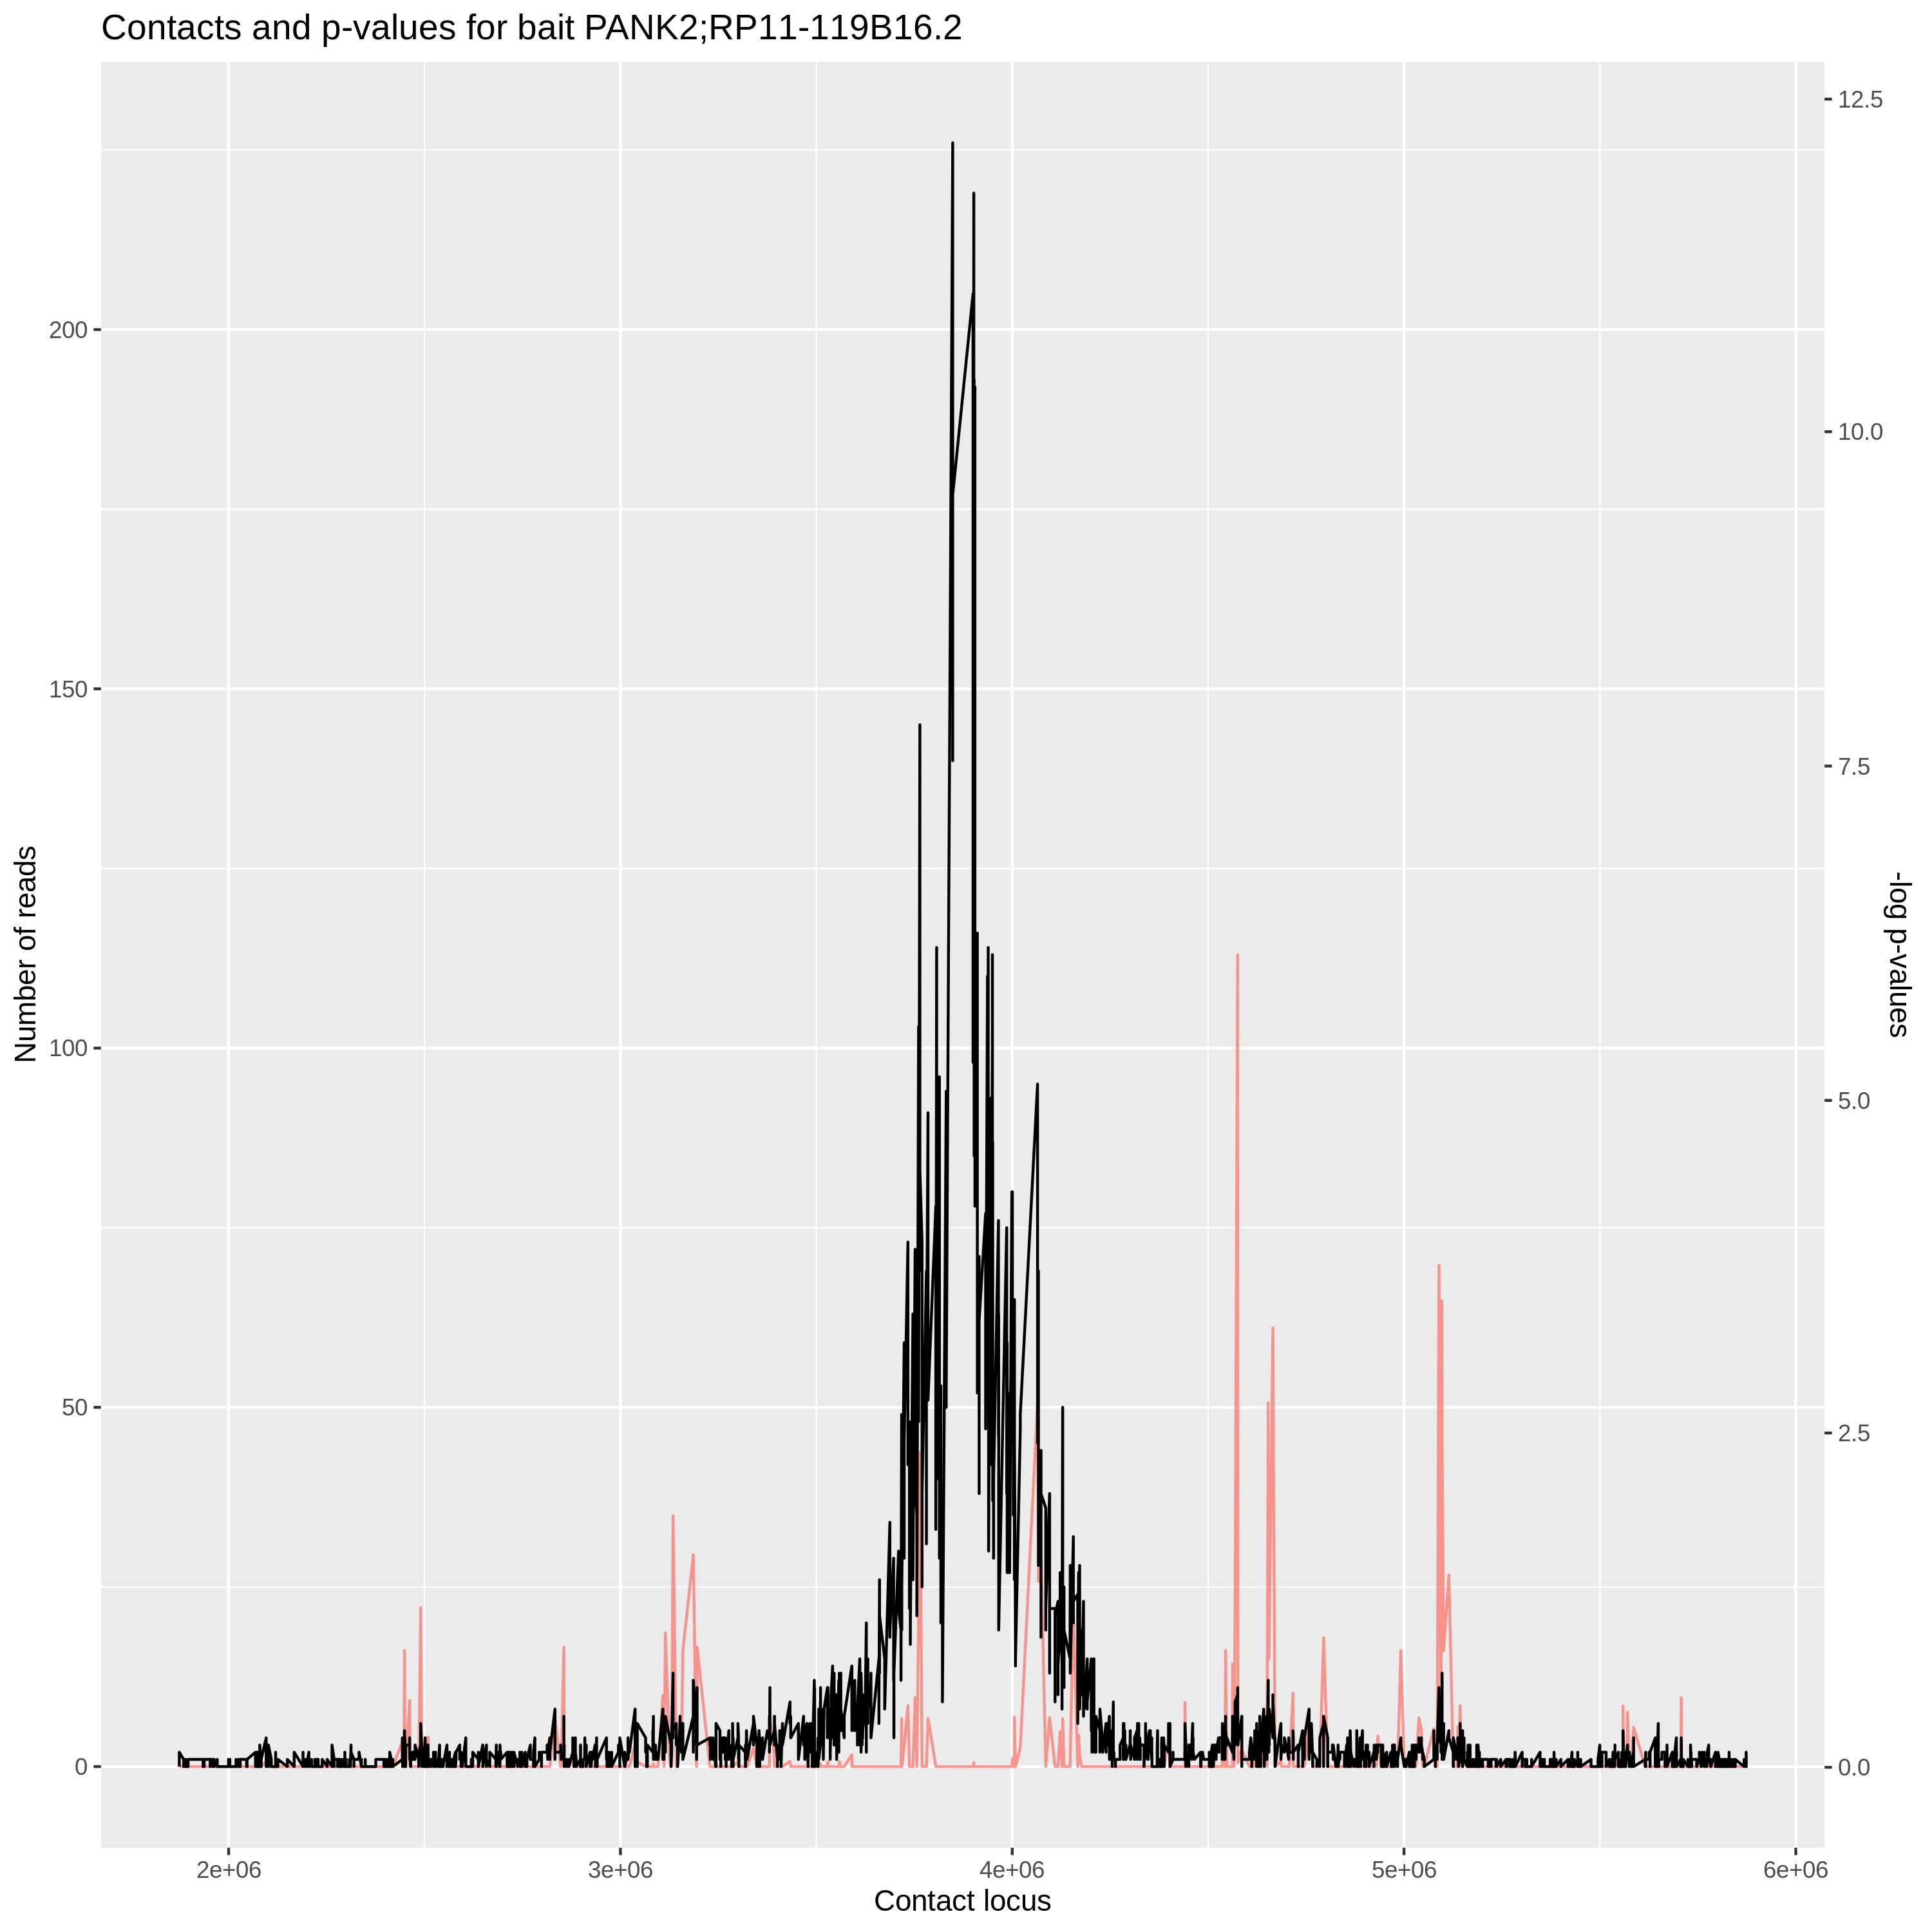 Contacts and p-values for bait PANK2;RP11-119B16.2
Number of reads
200
150
100
50
0
12.5
10.0
7.5
5.0
2.5
0.0
-log p-values
2e+06 3e+06 4e+06 5e+06 6e+06
Contact locus